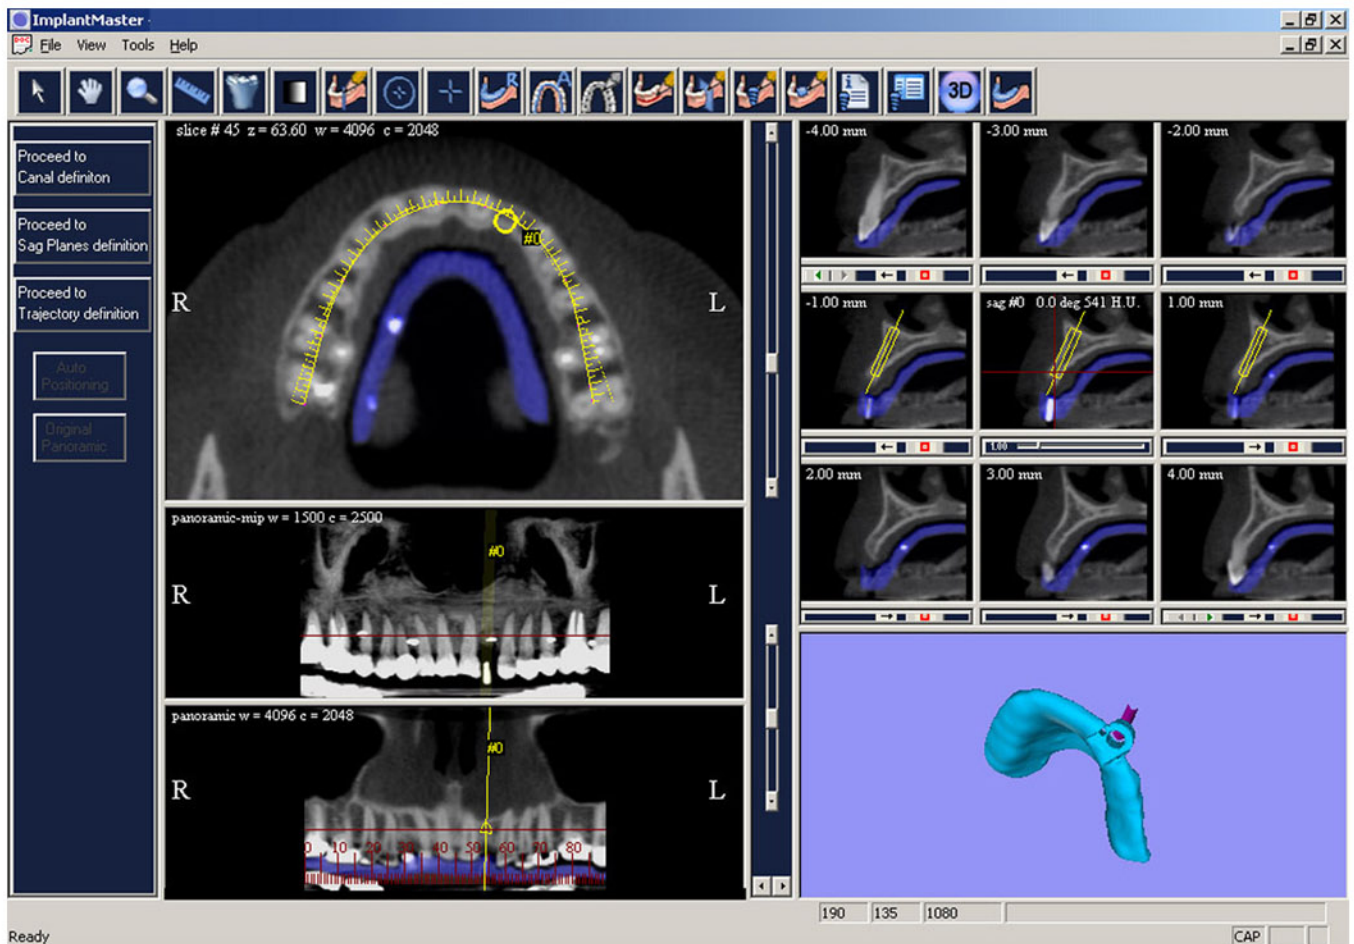 ImplantMaster -
File View Tools Help
R
A
3D
Proceed to
Canal definiton
Proceed to
Sag Planes definition
Proceed to
Trajectory definition
Auto
Positioning
Original
Panoramic
slice # 45 z = 63.60 w = 4096 c = 2048
#0
R
L
panoramic-mip w = 1500 c = 2500
#0
R
L
panoramic w = 4096 c = 2048
#0
R
L
0 10 20 30 40 50 60 70 80
-4.00 mm
-3.00 mm
-2.00 mm
-1.00 mm
sag #0 0.0 deg 541 H.U.
1.00 mm
1.00
2.00 mm
3.00 mm
4.00 mm
190 135 1080
Ready
CAP